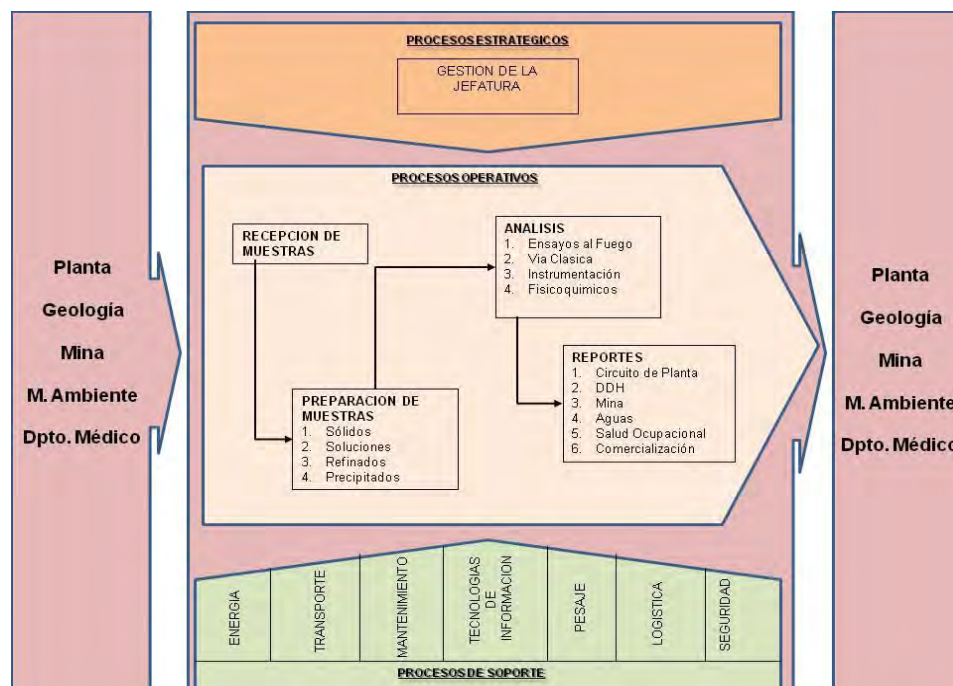 Planta
Geología
Mina
M. Ambiente
Dpto. Médico
PROCESOS ESTRATEGICOS
GESTION DE LA
JEFATURA
PROCESOS OPERATIVOS
RECEPCION DE
MUESTRAS
PREPARACION DE
MUESTRAS
1. Sólidos
2. Soluciones
3. Refinados
4. Precipitados
ANALISIS
1. Ensayos al Fuego
2. Via Clasica
3. Instrumentación
4. Fisicoquimicos
REPORTES
1. Circuito de Planta
2. DDH
3. Mina
4. Aguas
5. Salud Ocupacional
6. Comercialización
ENERGIA
TRANSPORTE
MANTENIMIENTO
TECNOLOGIAS
DE
INFORMACION
PESAJE
LOGISTICA
SEGURIDAD
PROCESOS DE SOPORTE
Planta
Geología
Mina
M. Ambiente
Dpto. Médico